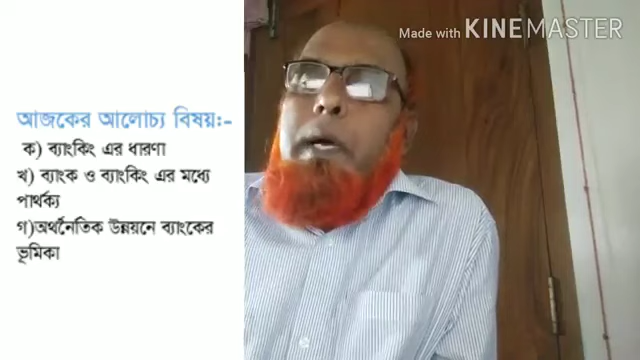 Made with KINEMASTER
আজকের আলোচ্য বিষয়:-
ক) ব্যাংকিং এর ধারণা
খ) ব্যাংক ও ব্যাংকিং এর মধ্যে
পার্থক্য
গ)অর্থনৈতিক উন্নয়নে ব্যাংকের
ভূমিকা